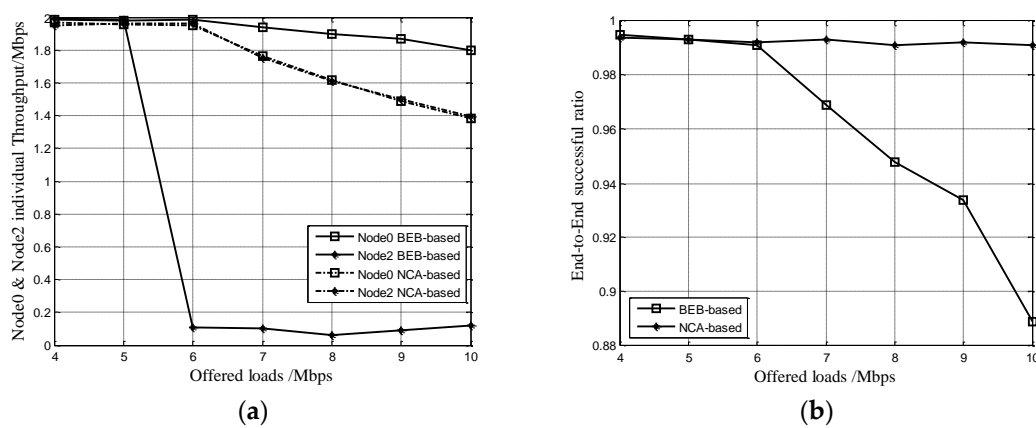 Node0 & Node2 individual Throughput/Mbps
2
1.8
1.6
1.4
1.2
1
0.8
0.6
0.4
0.2
0
4 5 6 7 8 9 10
Offered loads /Mbps
Node0 BEB-based
Node2 BEB-based
Node0 NCA-based
Node2 NCA-based
(a)
End-to-End successful ratio
1
0.98
0.96
0.94
0.92
0.9
0.88
4 5 6 7 8 9 10
Offered loads /Mbps
BEB-based
NCA-based
(b)